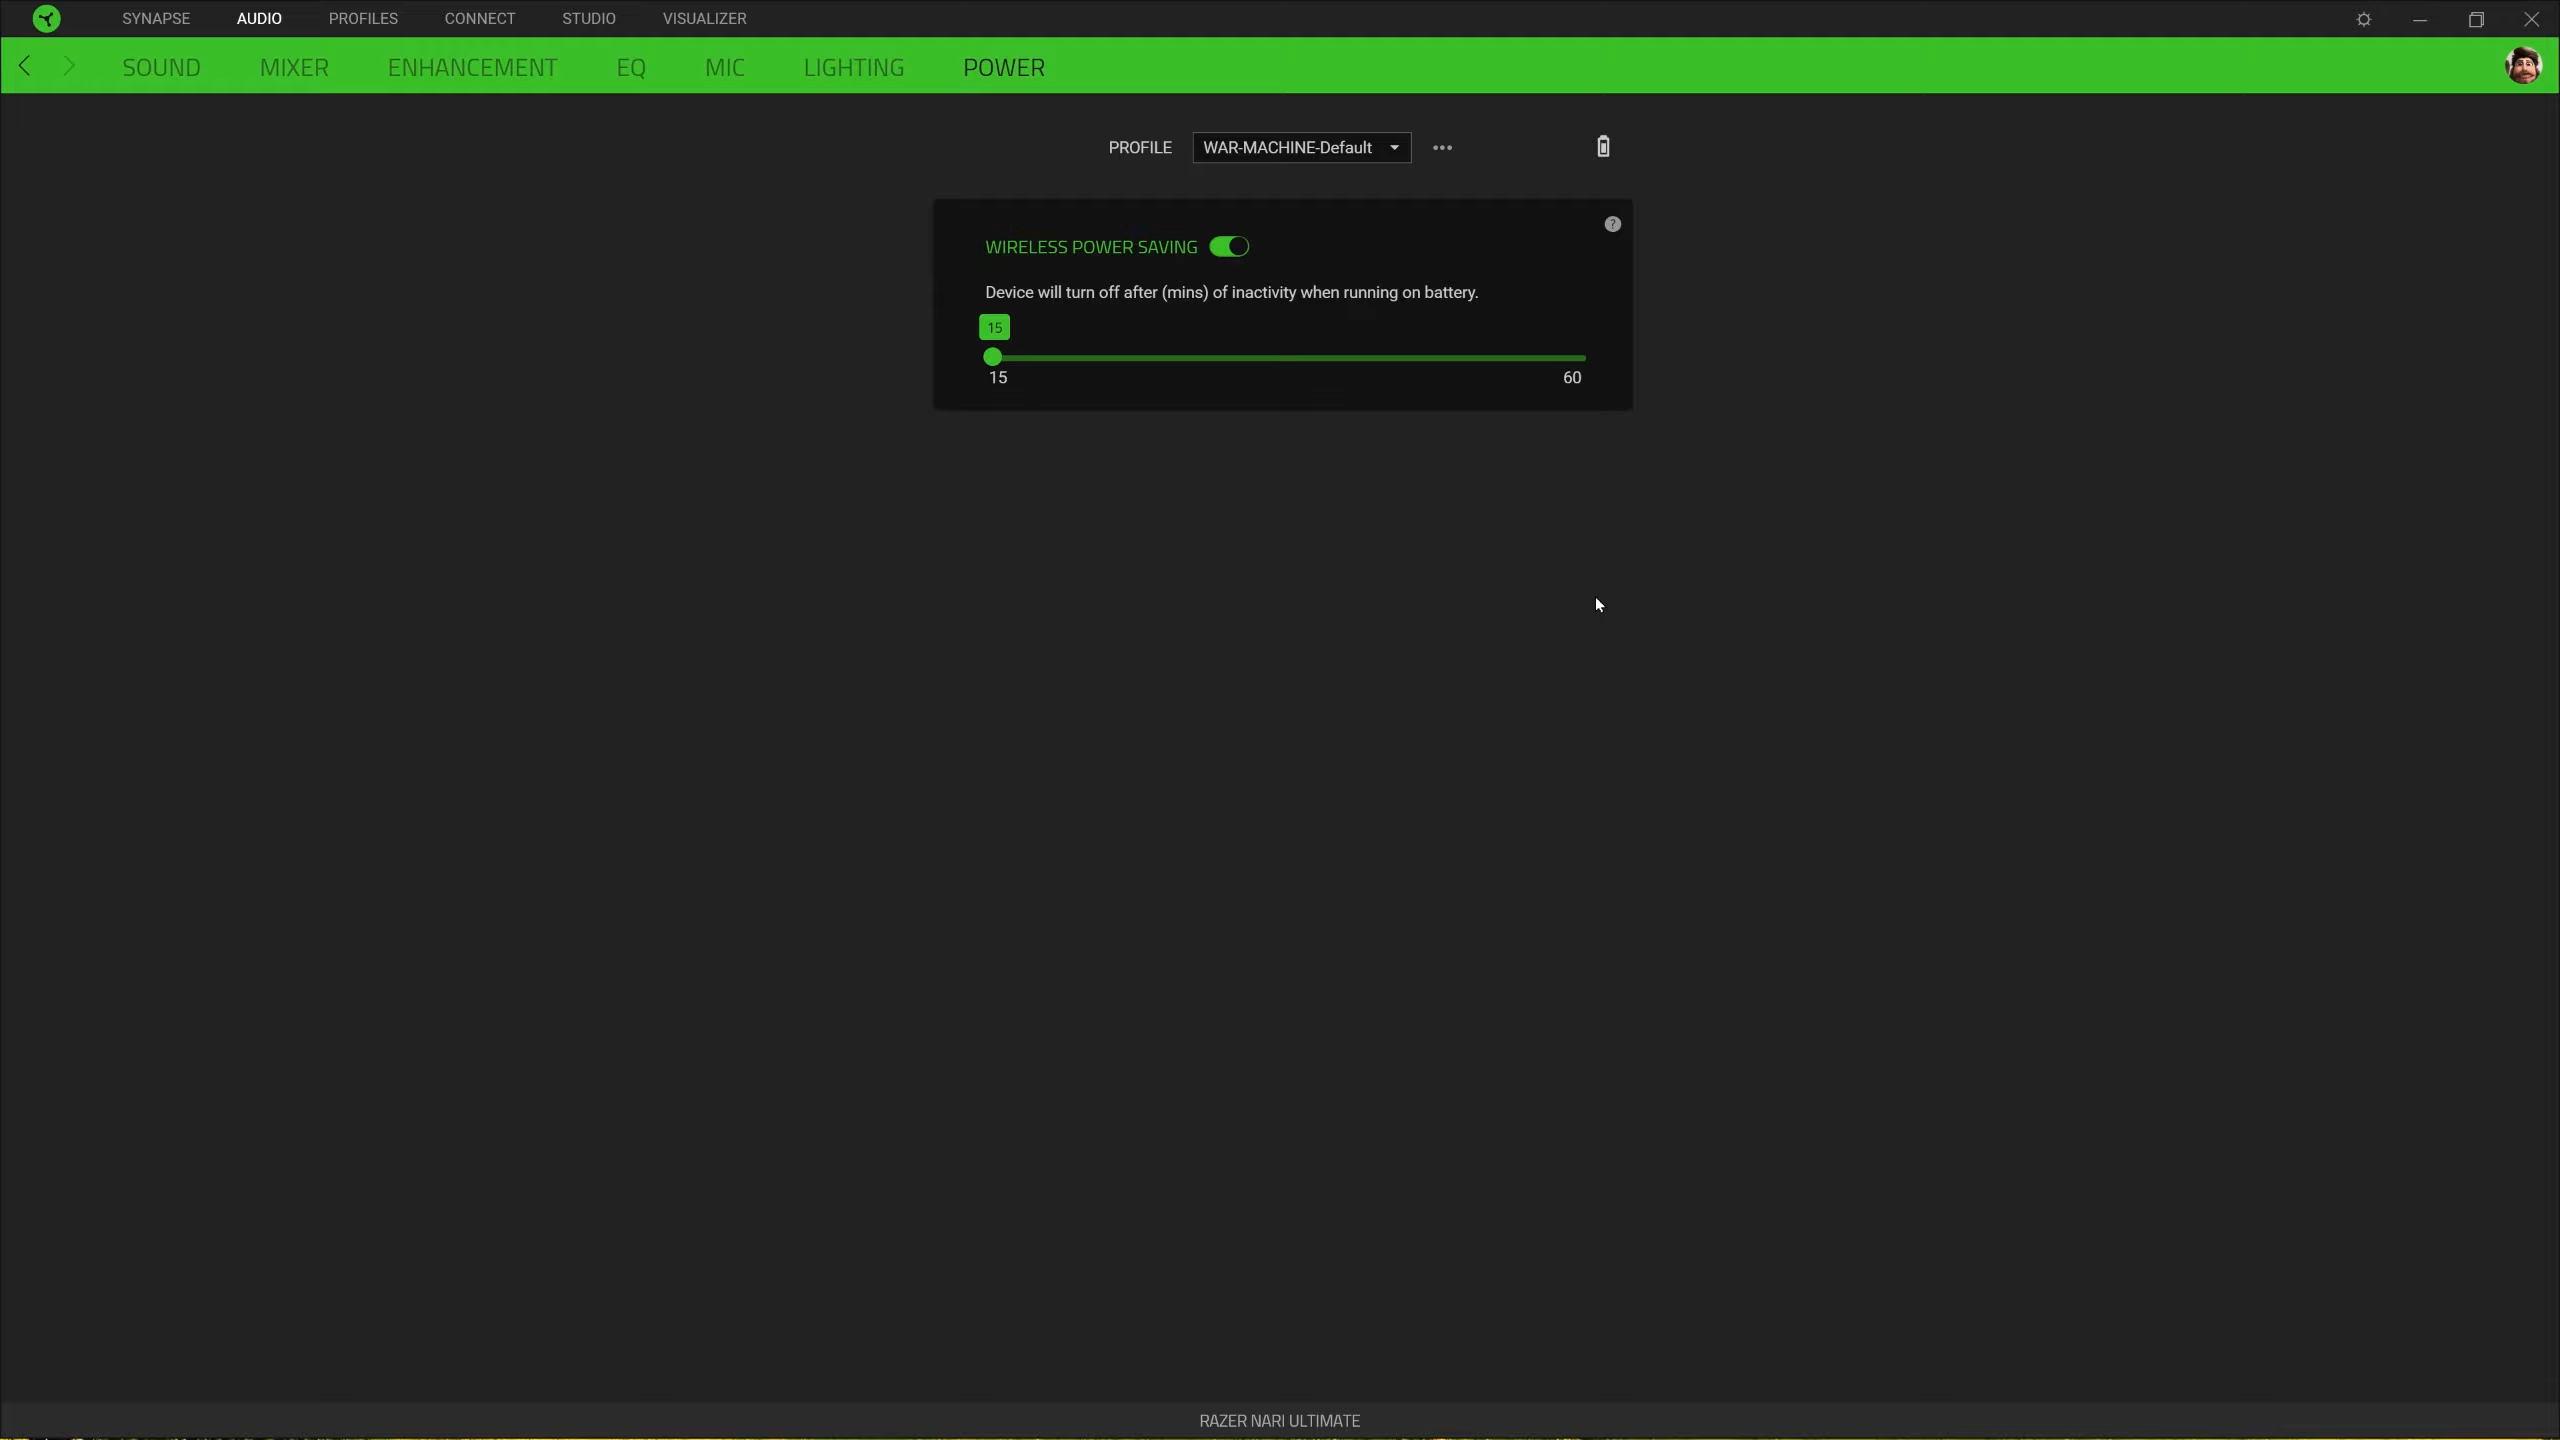 SYNAPSE AUDIO PROFILES CONNECT STUDIO VISUALIZER
SOUND MIXER ENHANCEMENT EQ MIC LIGHTING POWER
PROFILE WAR-MACHINE-Default
?
WIRELESS POWER SAVING
Device will turn off after (mins) of inactivity when running on battery.
15
15 60
RAZER NARI ULTIMATE